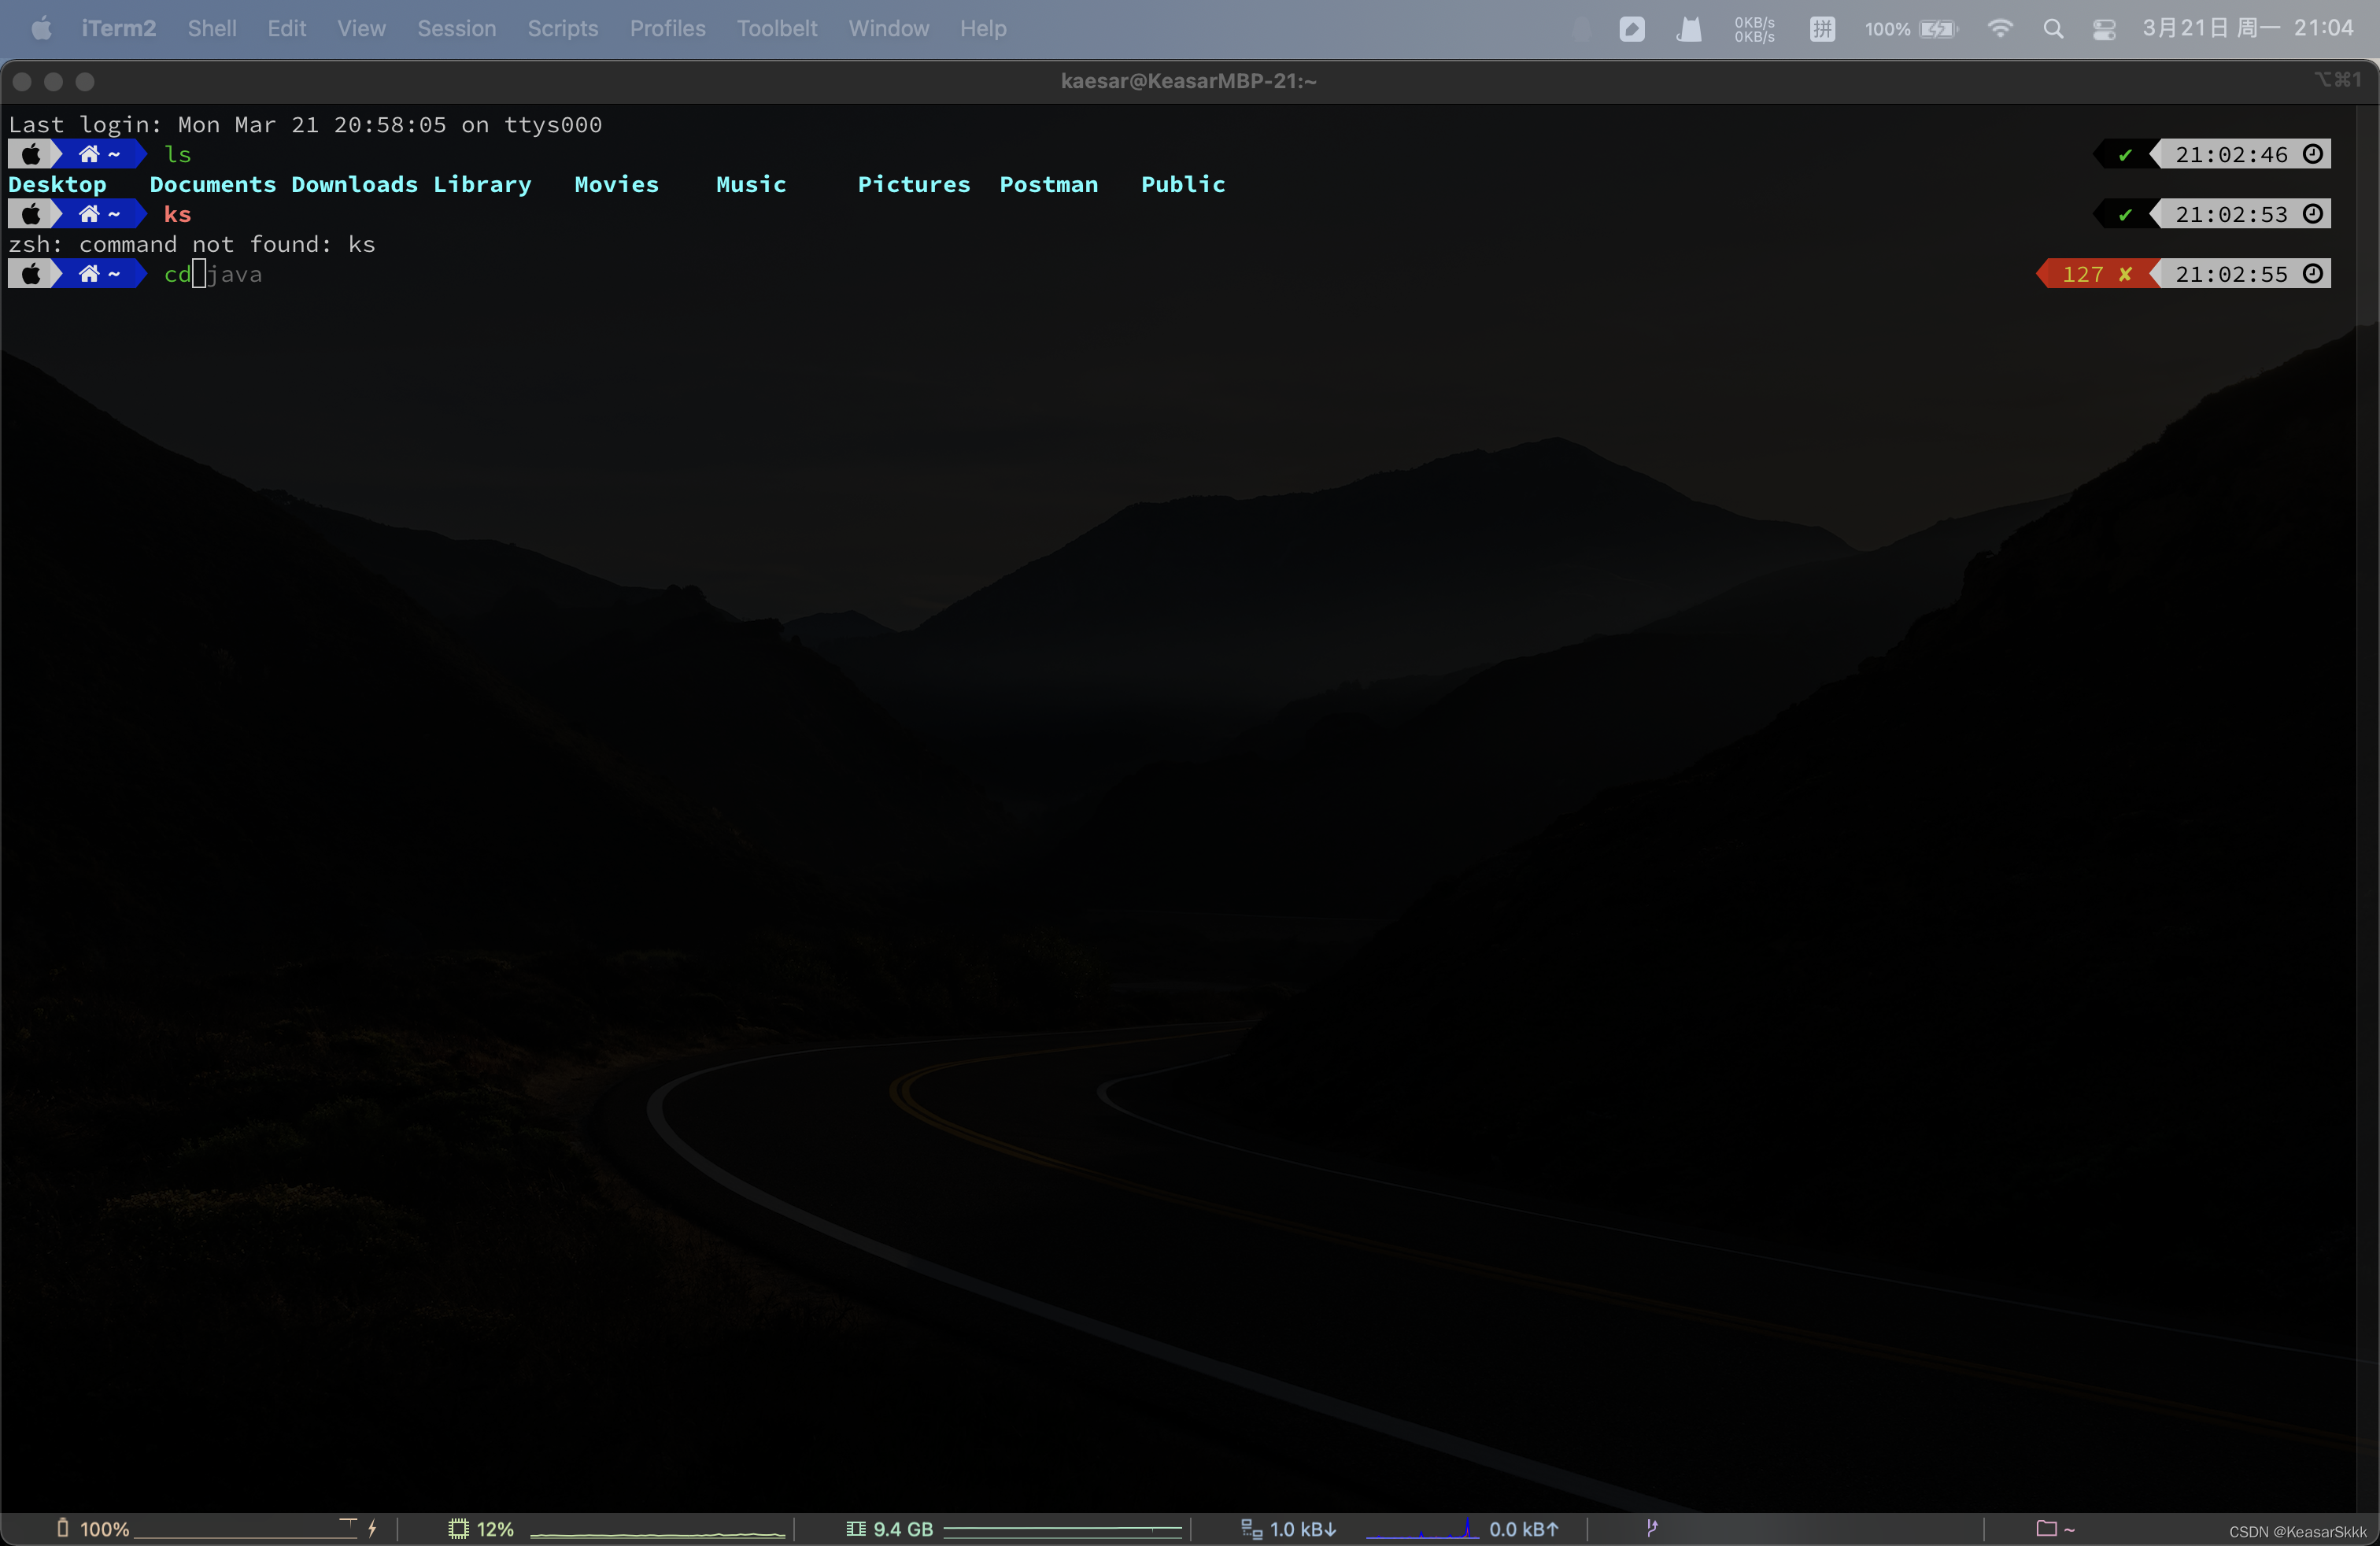 iTerm2 Shell Edit View Session Scripts Profiles Toolbelt Window Help 0KB/s 0KB/s 拼 100% 3月21日 周一 21:04
kaesar@KeasarMBP-21:~ ⌥⌘1
Last login: Mon Mar 21 20:58:05 on ttys000
~ ls ✔ 21:02:46
Desktop Documents Downloads Library Movies Music Pictures Postman Public
~ ks ✔ 21:02:53
zsh: command not found: ks
~ cd java 127 ✘ 21:02:55
100% 12% 9.4 GB 1.0 kB↓ 0.0 kB↑ ~
CSDN @KeasarSkkk